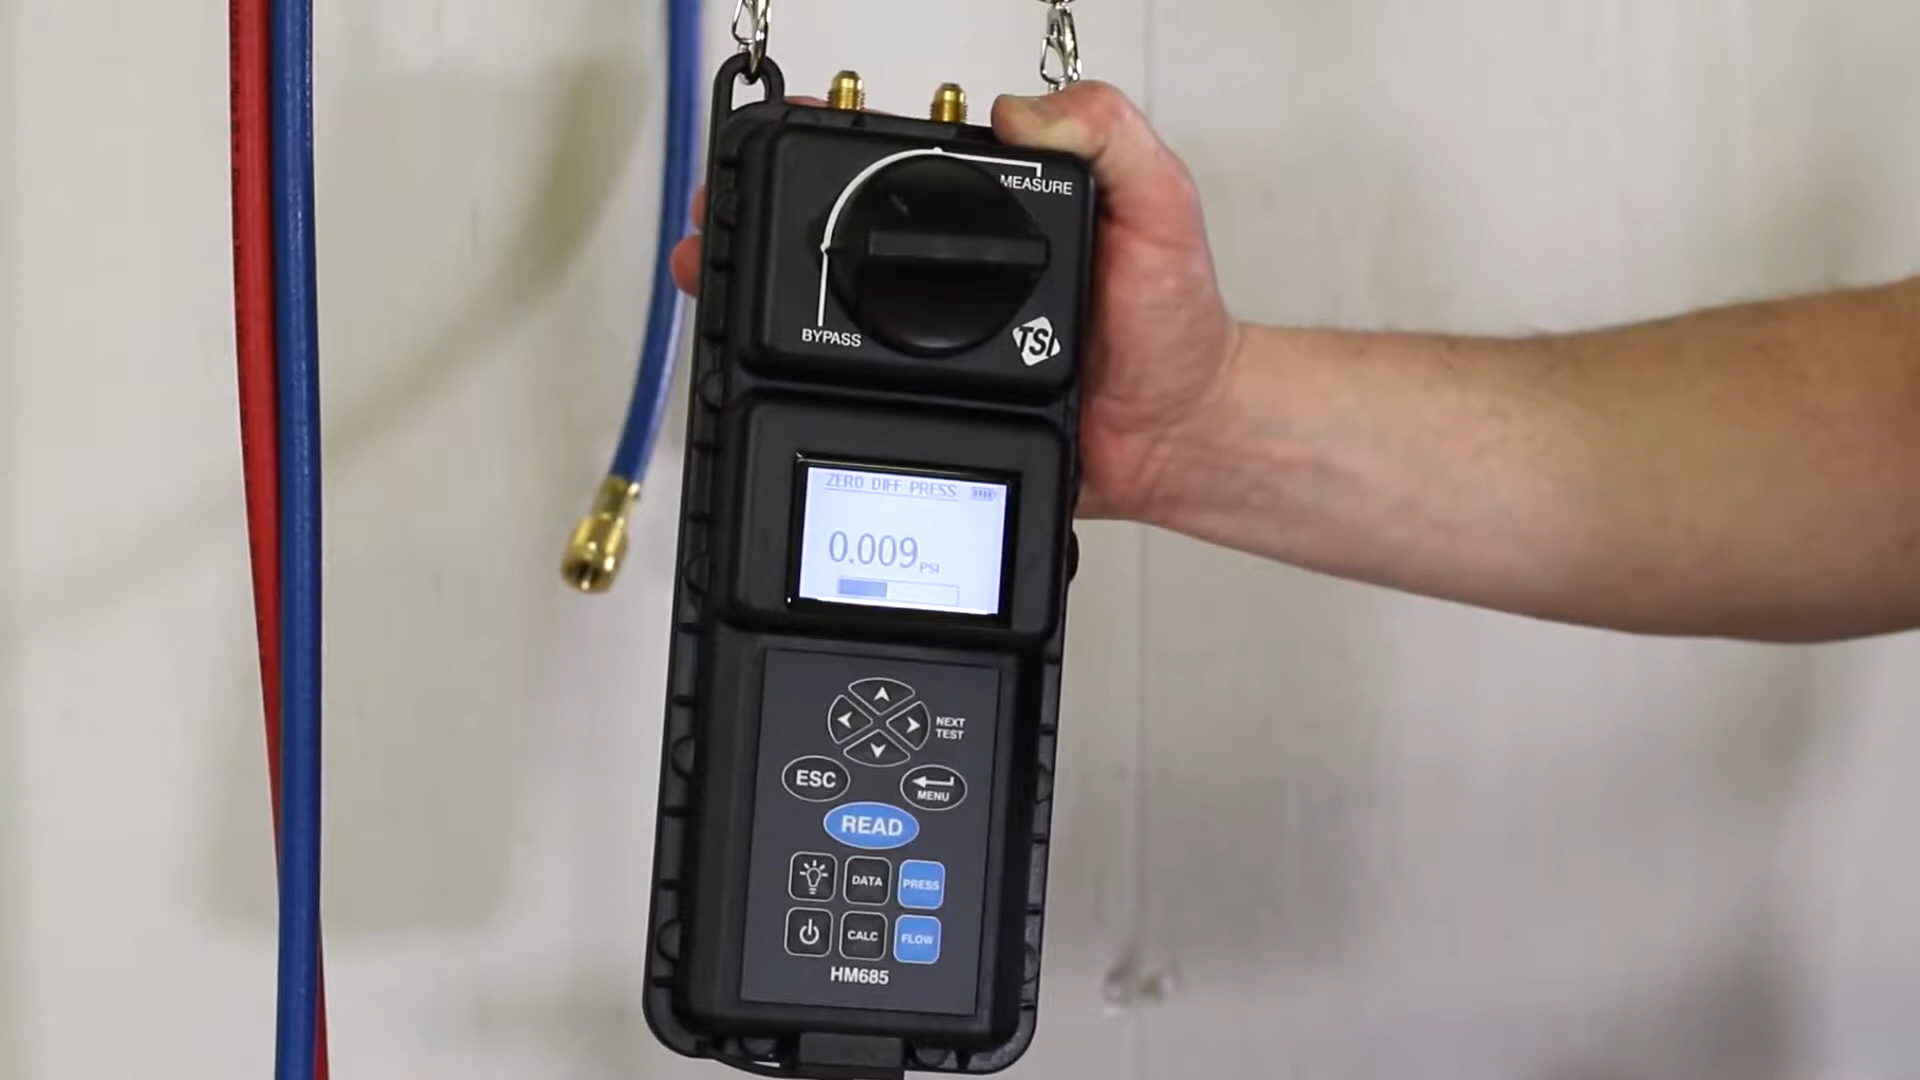 MEASURE
BYPASS
TSI
ZERO DIFF PRESS
0.009 PSI
NEXT
TEST
ESC
MENU
READ
DATA
PRESS
CALC
FLOW
HM685